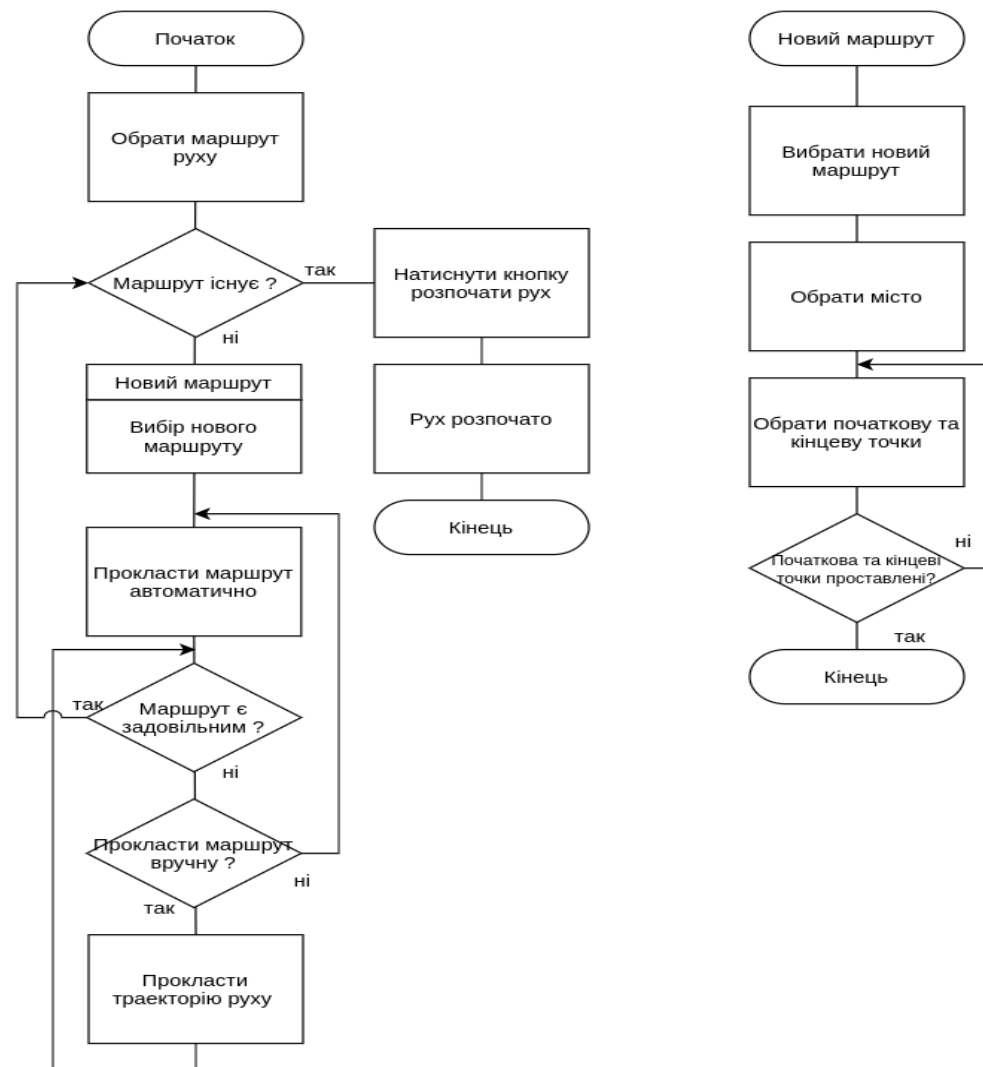 Початок
Обрати маршрут
руху
Маршрут існує ?
так
ні
Натиснути кнопку
розпочати рух
Рух розпочато
Кінець
Новий маршрут
Вибір нового
маршруту
Прокласти маршрут
автоматично
Маршрут є
задовільним ?
так
ні
Прокласти маршрут
вручну ?
ні
так
Прокласти
траекторію руху
Новий маршрут
Вибрати новий
маршрут
Обрати місто
Обрати початкову та
кінцеву точки
Початкова та кінцеві
точки проставлені?
ні
так
Кінець